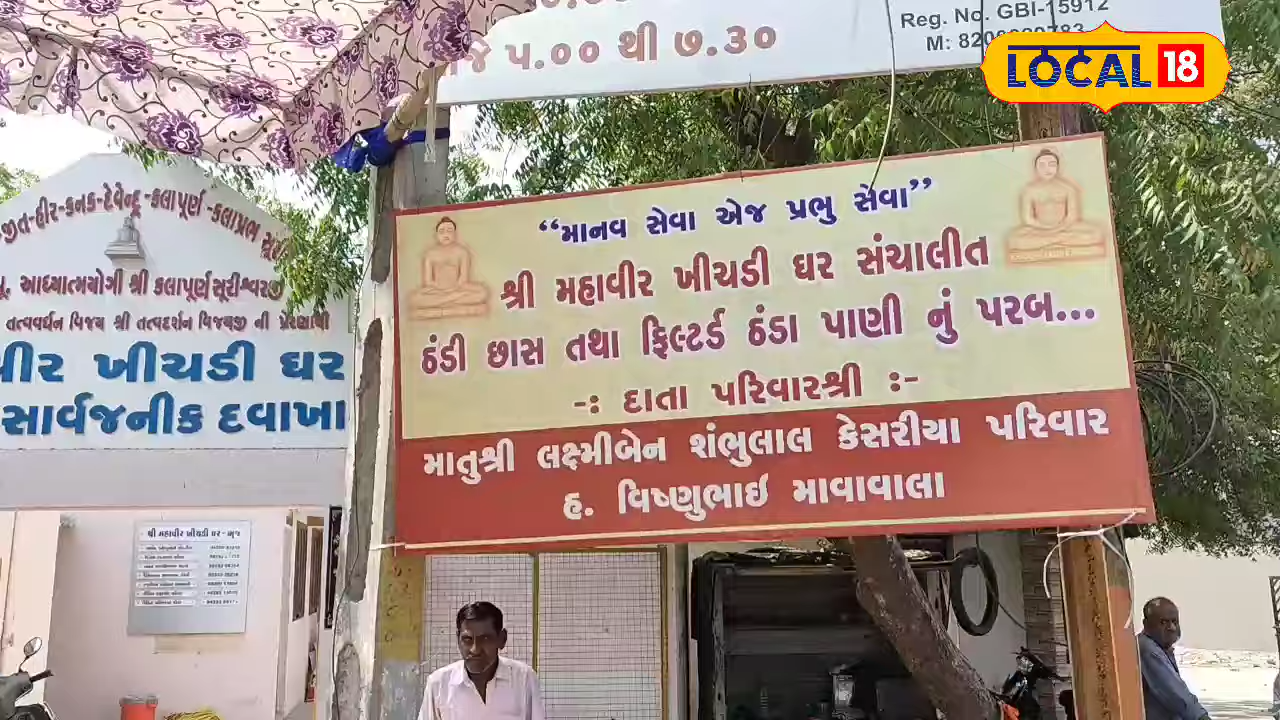 જ ૫.૦૦ થી ૭.૩૦
Reg. No. GBI-15912
LOCAL 18
-કનક-દેવેન્દ્ર-કલાપૂર્ણ-કલાપ્રભ
આધ્યાત્મયોગી શ્રી કલાપૂર્ણસૂરીશ્વરજી
તત્વવર્ધન વિજય શ્રી તત્વદર્શન વિજયજી ની પ્રેરણાથી
વીર ખીચડી ઘર
સાર્વજનીક દવાખા
“માનવ સેવા એજ પ્રભુ સેવા”
શ્રી મહાવીર ખીચડી ઘર સંચાલીત
ઠંડી છાસ તથા ફિલ્ટર્ડ ઠંડા પાણી નું પરબ...
-: દાતા પરિવારશ્રી :-
માતુશ્રી લક્ષ્મીબેન શંભુલાલ કેસરીયા પરિવાર
હ. વિષ્ણુભાઇ માવાવાલા
શ્રી મહાવીર ખીચડી ઘર - ભુજ